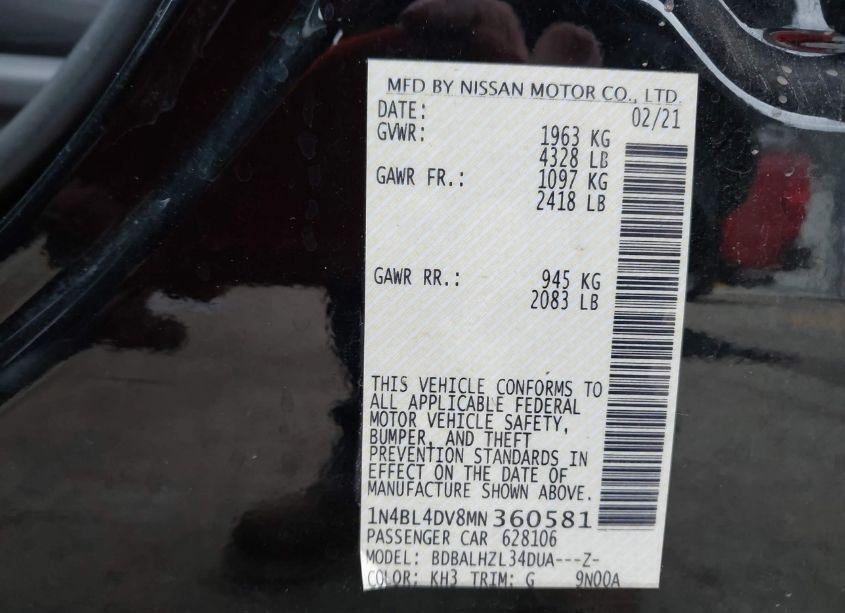 MFD BY NISSAN MOTOR CO., LTD.
DATE: 02/21
GVWR: 1963 KG
4328 LB
GAWR FR.: 1097 KG
2418 LB
GAWR RR.: 945 KG
2083 LB
THIS VEHICLE CONFORMS TO
ALL APPLICABLE FEDERAL
MOTOR VEHICLE SAFETY,
BUMPER, AND THEFT
PREVENTION STANDARDS IN
EFFECT ON THE DATE OF
MANUFACTURE SHOWN ABOVE.
1N4BL4DV8MN360581
PASSENGER CAR 628106
MODEL: BDBALHZL34DUA---Z-
COLOR: KH3 TRIM: G 9N00A